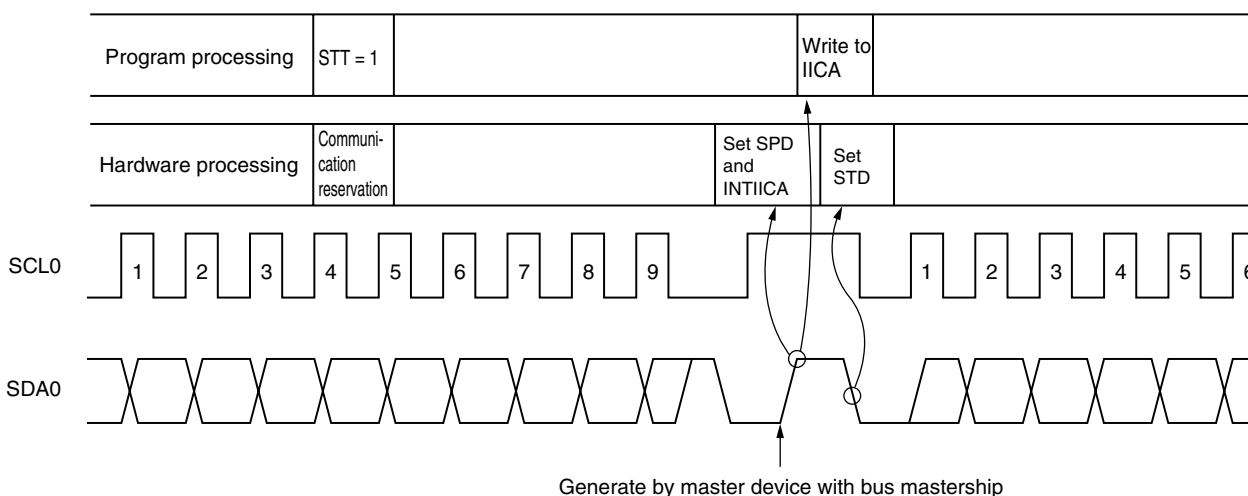 Program processing
STT = 1
Write to
IICA
Hardware processing
Communi-
cation
reservation
Set SPD
and
INTIICA
Set
STD
SCL0
1 2 3 4 5 6 7 8 9 1 2 3 4 5 6
SDA0
Generate by master device with bus mastership